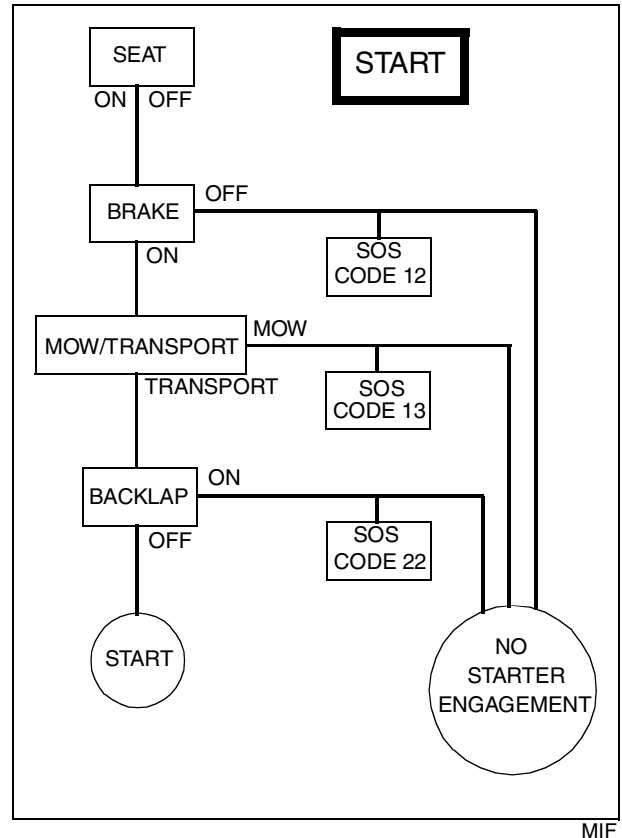 SEAT
START
ON OFF
BRAKE
OFF
ON
SOS
CODE 12
MOW/TRANSPORT
MOW
TRANSPORT
SOS
CODE 13
BACKLAP
ON
OFF
SOS
CODE 22
START
NO
STARTER
ENGAGEMENT
MIF